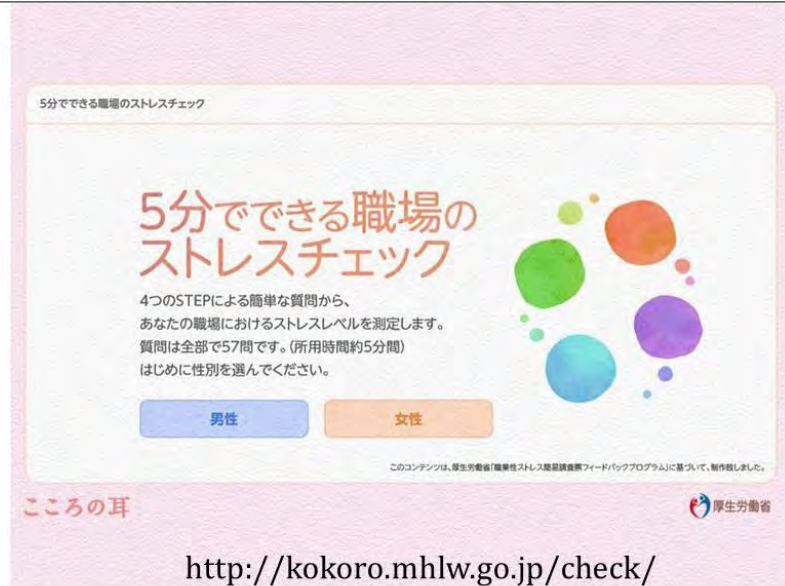 5分でできる職場のストレスチェック
5分でできる職場の
ストレスチェック
4つのSTEPによる簡単な質問から、
あなたの職場におけるストレスレベルを測定します。
質問は全部で57問です。(所用時間約5分間)
はじめに性別を選んでください。
男性
女性
このコンテンツは、厚生労働省「職業性ストレス簡易調査票フィードバックプログラム」に基づいて、制作致しました。
こころの耳
厚生労働省
http://kokoro.mhlw.go.jp/check/